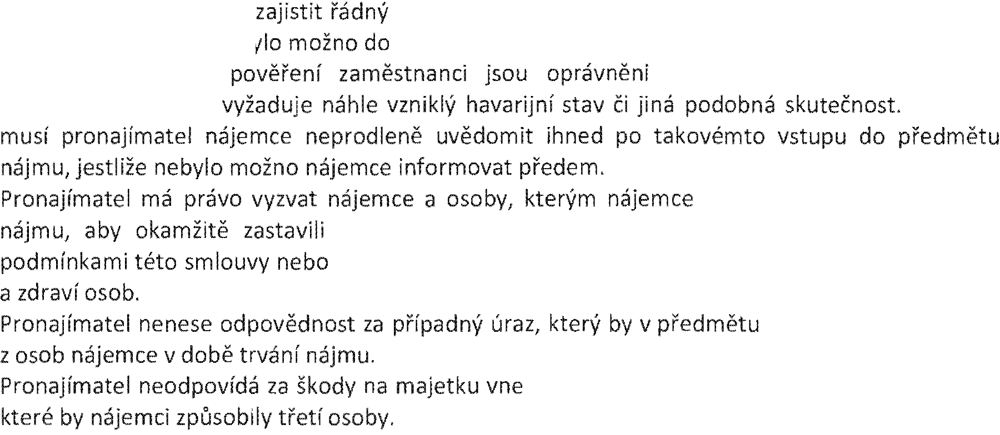 zajistit řádný
ylo možno do
pověření zaměstnanci jsou oprávněni
vyžaduje náhle vzniklý havarijní stav či jiná podobná skutečnost.
musí pronajímatel nájemce neprodleně uvědomit ihned po takovémto vstupu do předmětu
nájmu, jestliže nebylo možno nájemce informovat předem.
Pronajímatel má právo vyzvat nájemce a osoby, kterým nájemce
nájmu, aby okamžitě zastavili
podmínkami této smlouvy nebo
a zdraví osob.
Pronajímatel nenese odpovědnost za případný úraz, který by v předmětu
z osob nájemce v době trvání nájmu.
Pronajímatel neodpovídá za škody na majetku vne
které by nájemci způsobily třetí osoby.